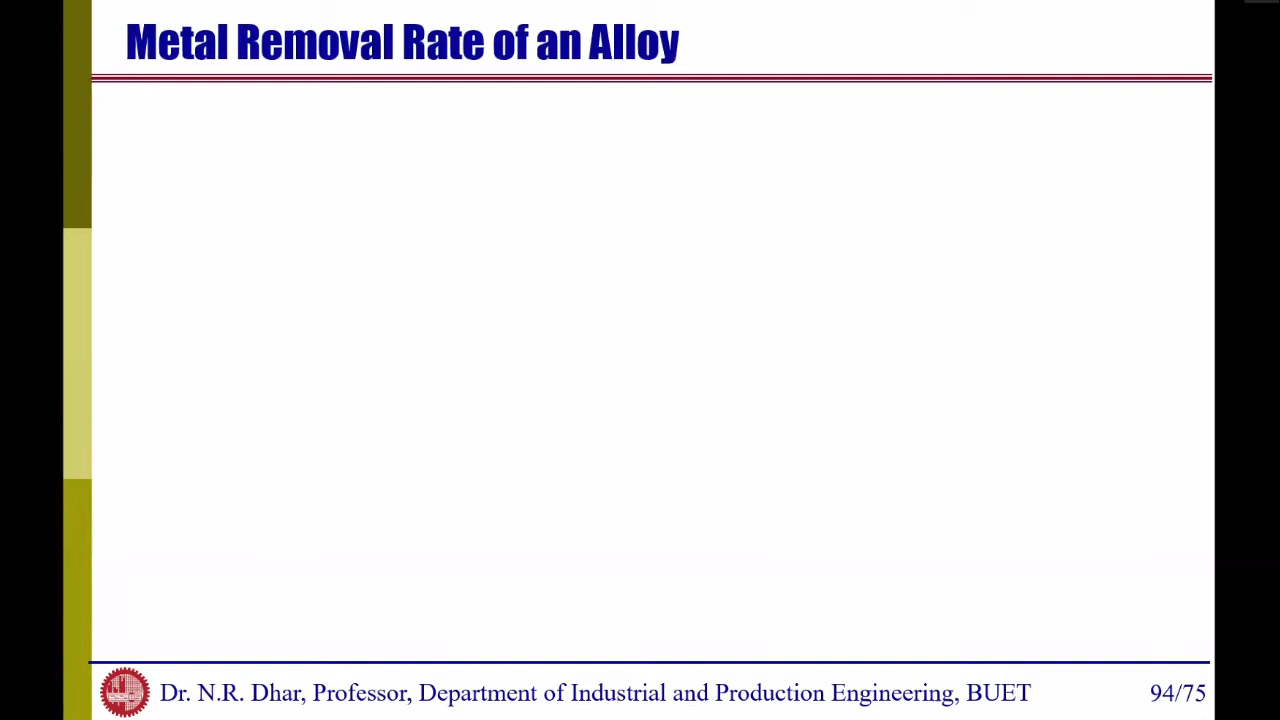 Metal Removal Rate of an Alloy
Dr. N.R. Dhar, Professor, Department of Industrial and Production Engineering, BUET
94/75